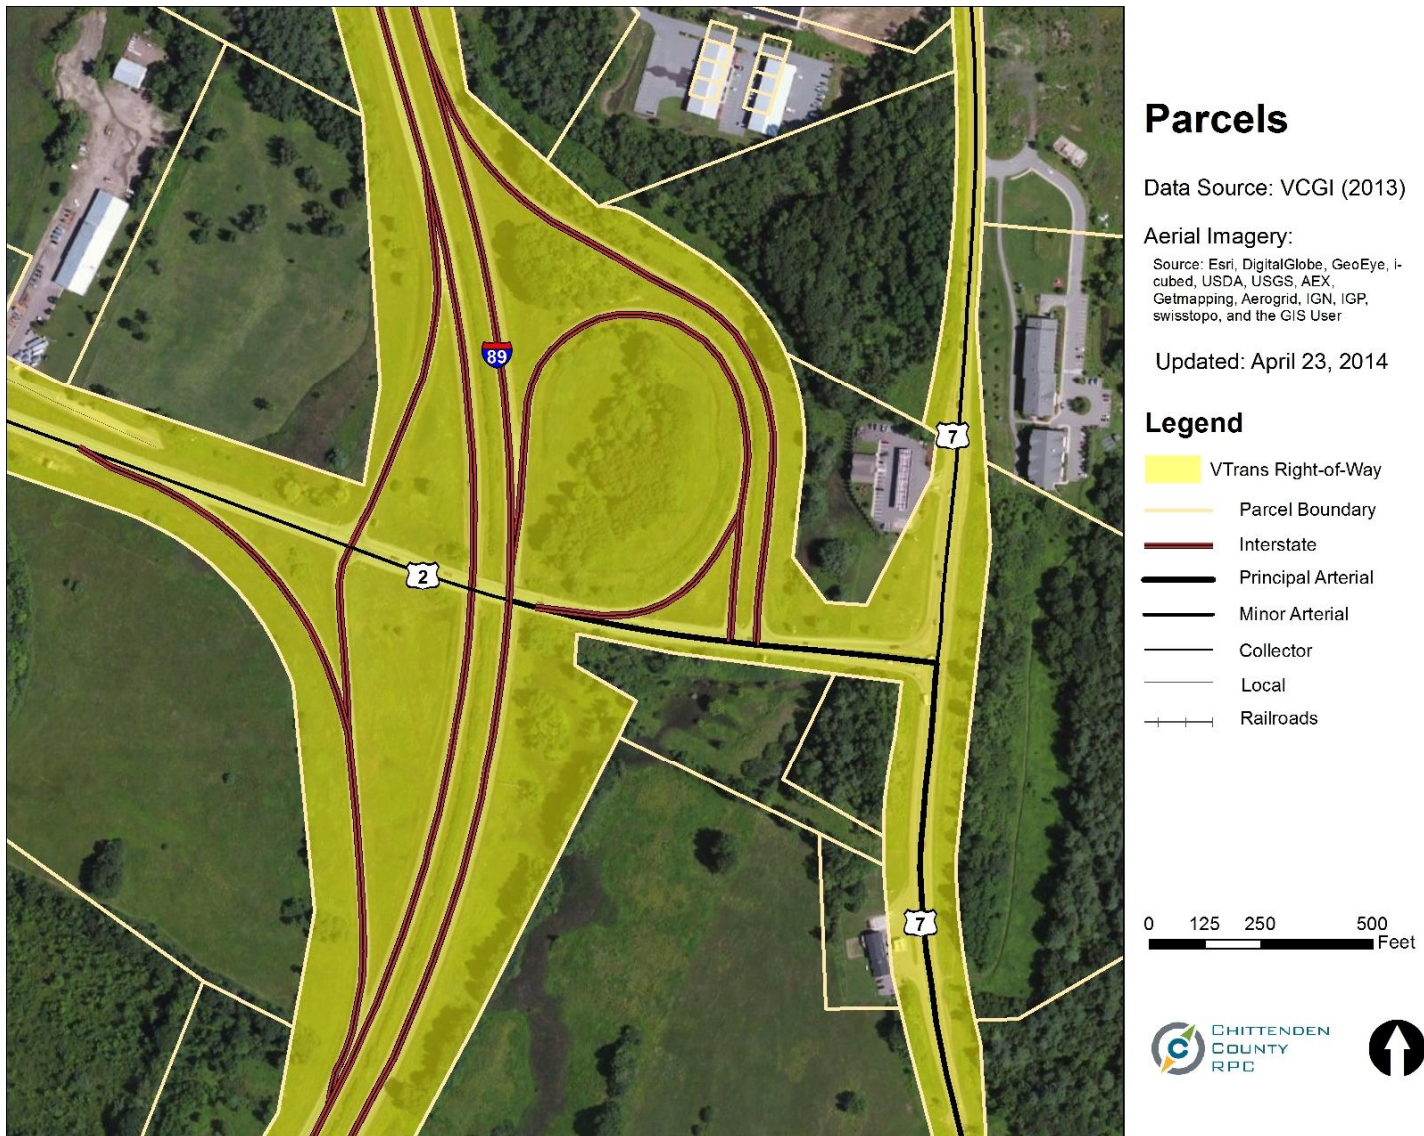 Parcels
Data Source: VCGI (2013)
Aerial Imagery:
Source: Esri, DigitalGlobe, GeoEye, i-
cubed, USDA, USGS, AEX,
Getmapping, Aerogrid, IGN, IGP,
swisstopo, and the GIS User
Updated: April 23, 2014
Legend
VTrans Right-of-Way
Parcel Boundary
Interstate
Principal Arterial
Minor Arterial
Collector
Local
Railroads
0 125 250 500
Feet
CHITTENDEN
COUNTY
RPC
C
89
7
2
7